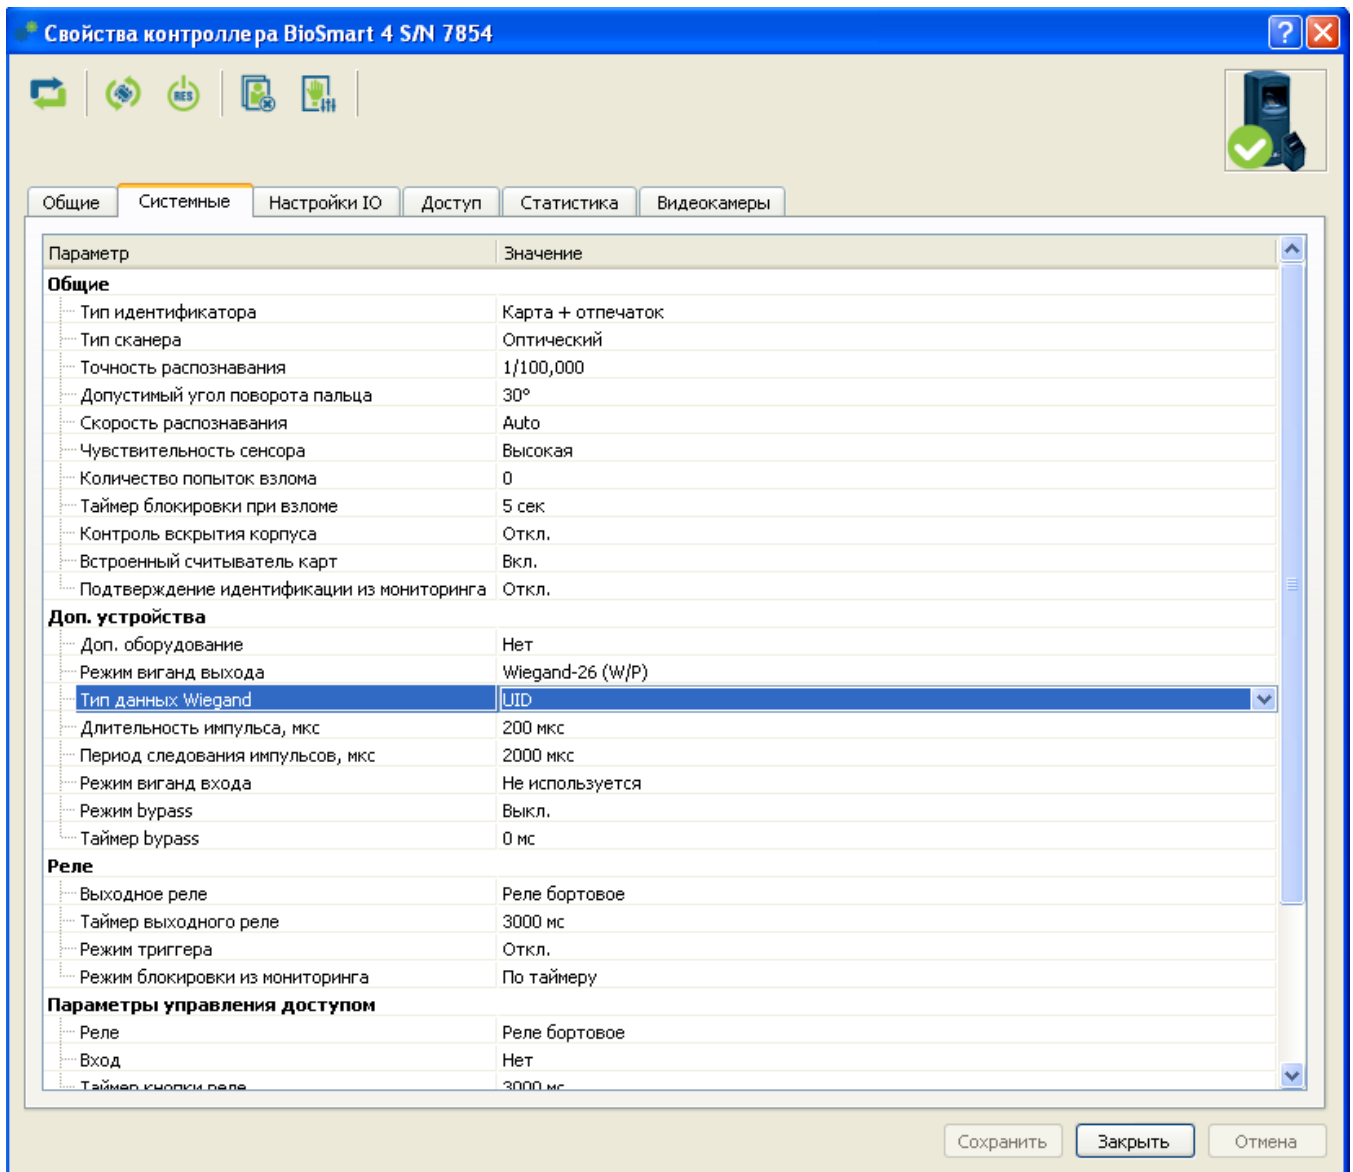 Свойства контроллера BioSmart 4 S/N 7854
RES
Общие Системные Настройки IO Доступ Статистика Видеокамеры
Параметр Значение
Общие
Тип идентификатора Карта + отпечаток
Тип сканера Оптический
Точность распознавания 1/100,000
Допустимый угол поворота пальца 30°
Скорость распознавания Auto
Чувствительность сенсора Высокая
Количество попыток взлома 0
Таймер блокировки при взломе 5 сек
Контроль вскрытия корпуса Откл.
Встроенный считыватель карт Вкл.
Подтверждение идентификации из мониторинга Откл.
Доп. устройства
Доп. оборудование Нет
Режим виганд выхода Wiegand-26 (W/P)
Тип данных Wiegand UID
Длительность импульса, мкс 200 мкс
Период следования импульсов, мкс 2000 мкс
Режим виганд входа Не используется
Режим bypass Выкл.
Таймер bypass 0 мс
Реле
Выходное реле Реле бортовое
Таймер выходного реле 3000 мс
Режим триггера Откл.
Режим блокировки из мониторинга По таймеру
Параметры управления доступом
Реле Реле бортовое
Вход Нет
Таймер кнопки реле 3000 мс
Сохранить Закрыть Отмена